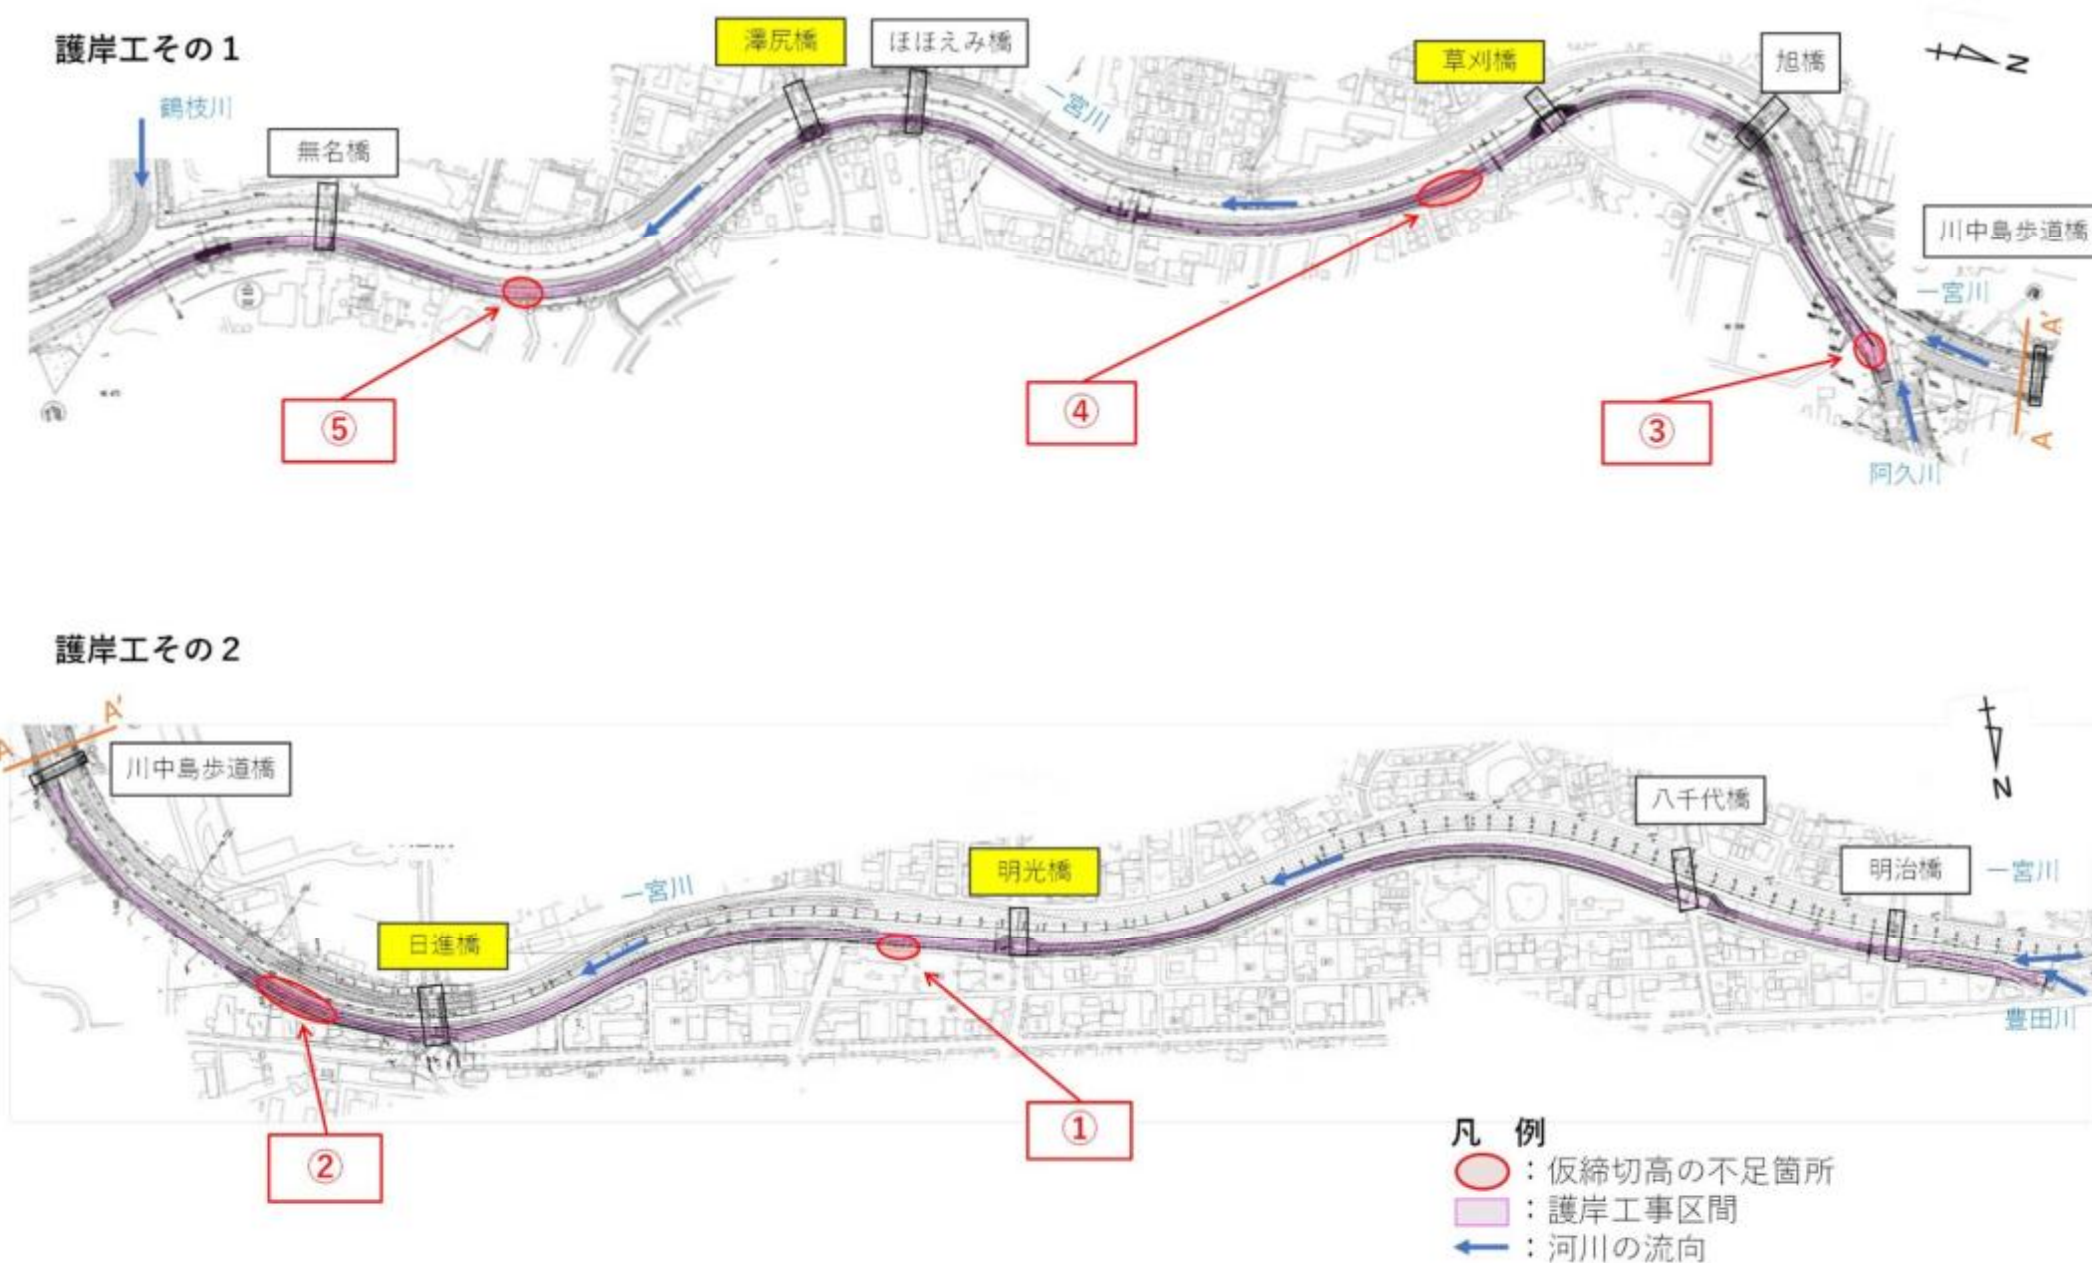 護岸工その1
澤尻橋
ほほえみ橋
草刈橋
旭橋
N
鶴枝川
無名橋
一宮川
川中島歩道橋
一宮川
A'
A
阿久川
⑤
④
③
護岸工その2
A'
A
川中島歩道橋
N
八千代橋
明光橋
明治橋
一宮川
一宮川
日進橋
豊田川
①
②
凡 例
：仮締切高の不足箇所
：護岸工事区間
：河川の流向